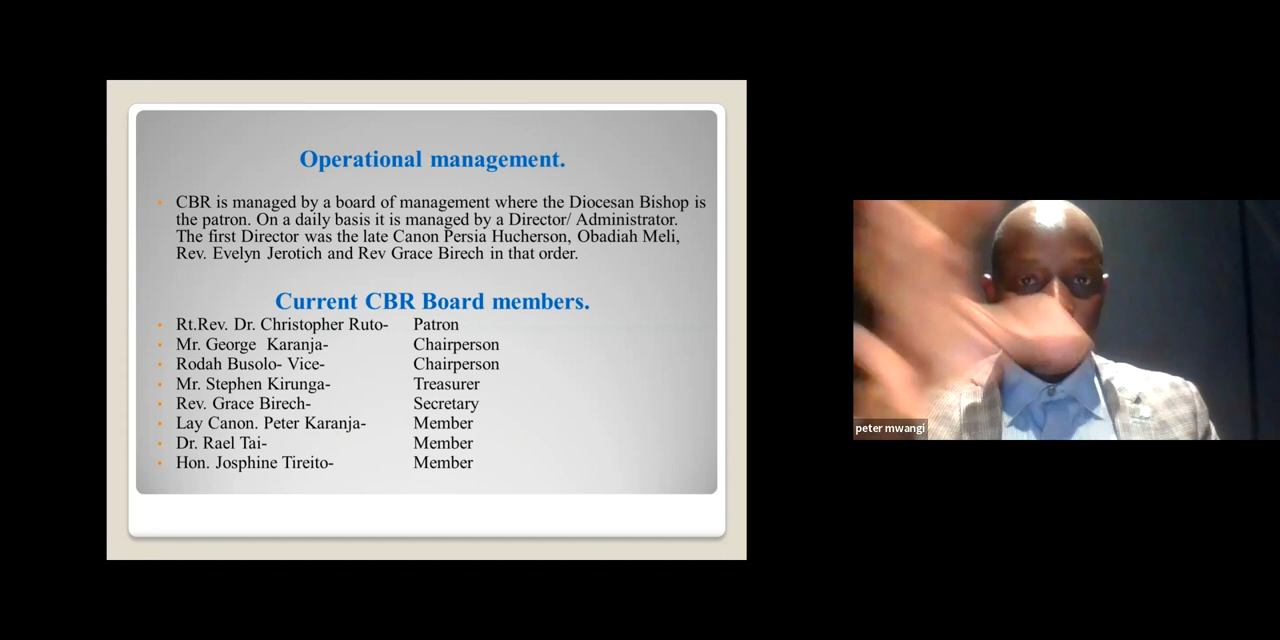 Operational management.
CBR is managed by a board of management where the Diocesan Bishop is
the patron. On a daily basis it is managed by a Director/ Administrator.
The first Director was the late Canon Persia Hucherson, Obadiah Meli,
Rev. Evelyn Jerotich and Rev Grace Birech in that order.
Current CBR Board members.
Rt.Rev. Dr. Christopher Ruto- Patron
Mr. George Karanja- Chairperson
Rodah Busolo- Vice- Chairperson
Mr. Stephen Kirunga- Treasurer
Rev. Grace Birech- Secretary
Lay Canon. Peter Karanja- Member
Dr. Rael Tai- Member
Hon. Josphine Tireito- Member
peter mwangi